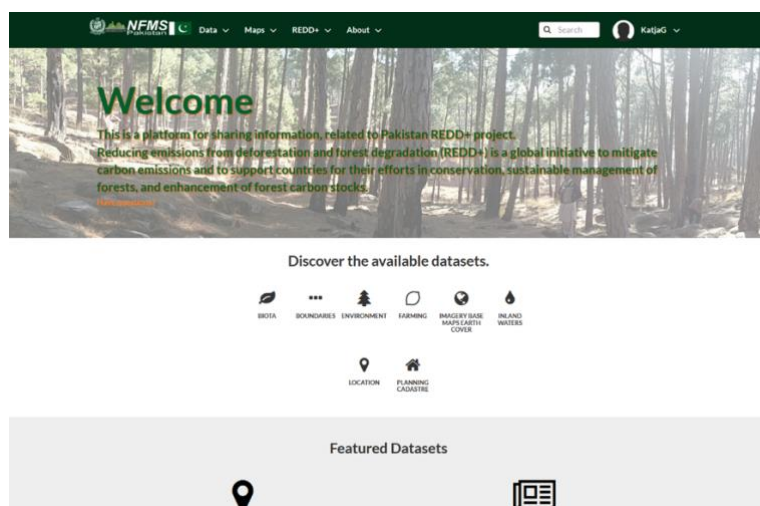 NFMS
Pakistan
Data
Maps
REDD+
About
Search
KatjaG
Welcome
This is a platform for sharing information, related to Pakistan REDD+ project.
Reducing emissions from deforestation and forest degradation (REDD+) is a global initiative to mitigate
carbon emissions and to support countries for their efforts in conservation, sustainable management of
forests, and enhancement of forest carbon stocks.
Discover the available datasets.
BIOTA
BOUNDARIES
ENVIRONMENT
FARMING
IMAGERY BASE
MAPS EARTH
COVER
INLAND
WATERS
LOCATION
PLANNING
CADASTRE
Featured Datasets